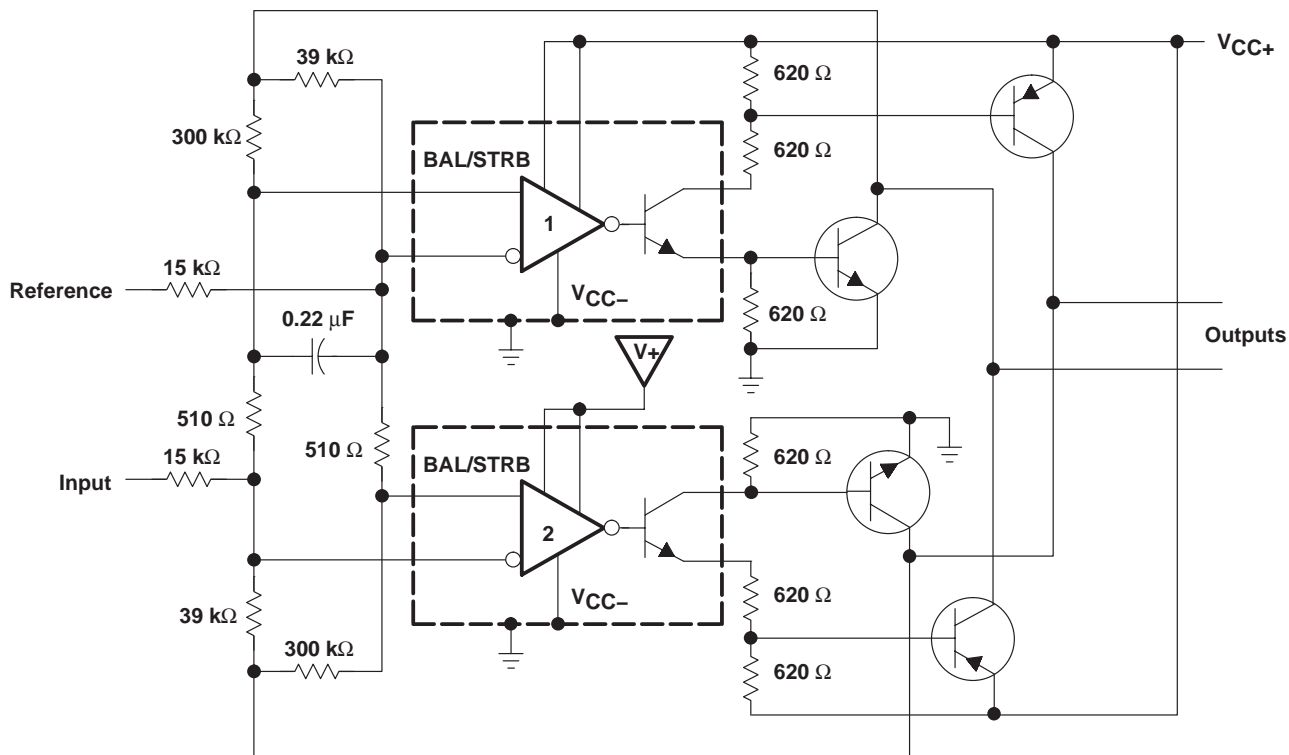 VCC+
39 kΩ
620 Ω
300 kΩ
620 Ω
BAL/STRB
1
15 kΩ
Reference
VCC–
620 Ω
0.22 μF
Outputs
V+
510 Ω
510 Ω
BAL/STRB
620 Ω
15 kΩ
Input
2
VCC–
620 Ω
39 kΩ
300 kΩ
620 Ω